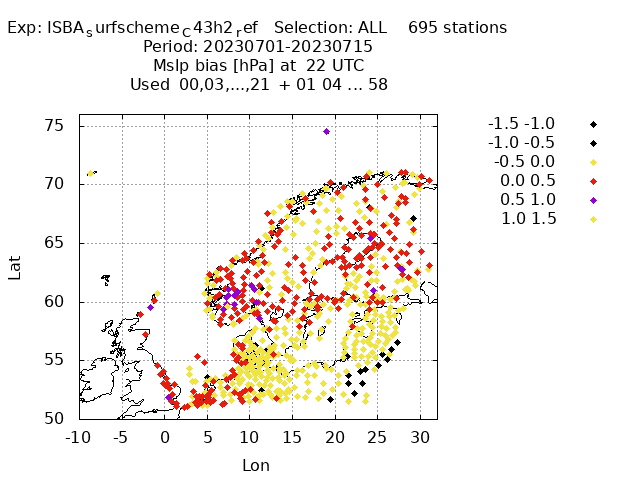 Exp: ISBA_surfscheme_C43h2_ref   Selection: ALL    695 stations
Period: 20230701-20230715
Mslp bias [hPa] at  22 UTC
Used  00,03,...,21  + 01 04 ... 58
-1.5 -1.0
-1.0 -0.5
-0.5 0.0
0.0 0.5
0.5 1.0
1.0 1.5
75
70
65
60
55
50
Lat
-10 -5 0 5 10 15 20 25 30
Lon